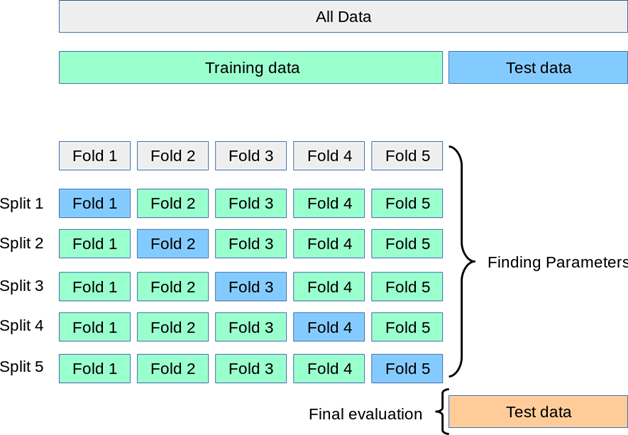 All Data
Training data Test data
Fold 1 Fold 2 Fold 3 Fold 4 Fold 5
Split 1 Fold 1 Fold 2 Fold 3 Fold 4 Fold 5
Split 2 Fold 1 Fold 2 Fold 3 Fold 4 Fold 5
Finding Parameters
Split 3 Fold 1 Fold 2 Fold 3 Fold 4 Fold 5
Split 4 Fold 1 Fold 2 Fold 3 Fold 4 Fold 5
Split 5 Fold 1 Fold 2 Fold 3 Fold 4 Fold 5
Final evaluation Test data